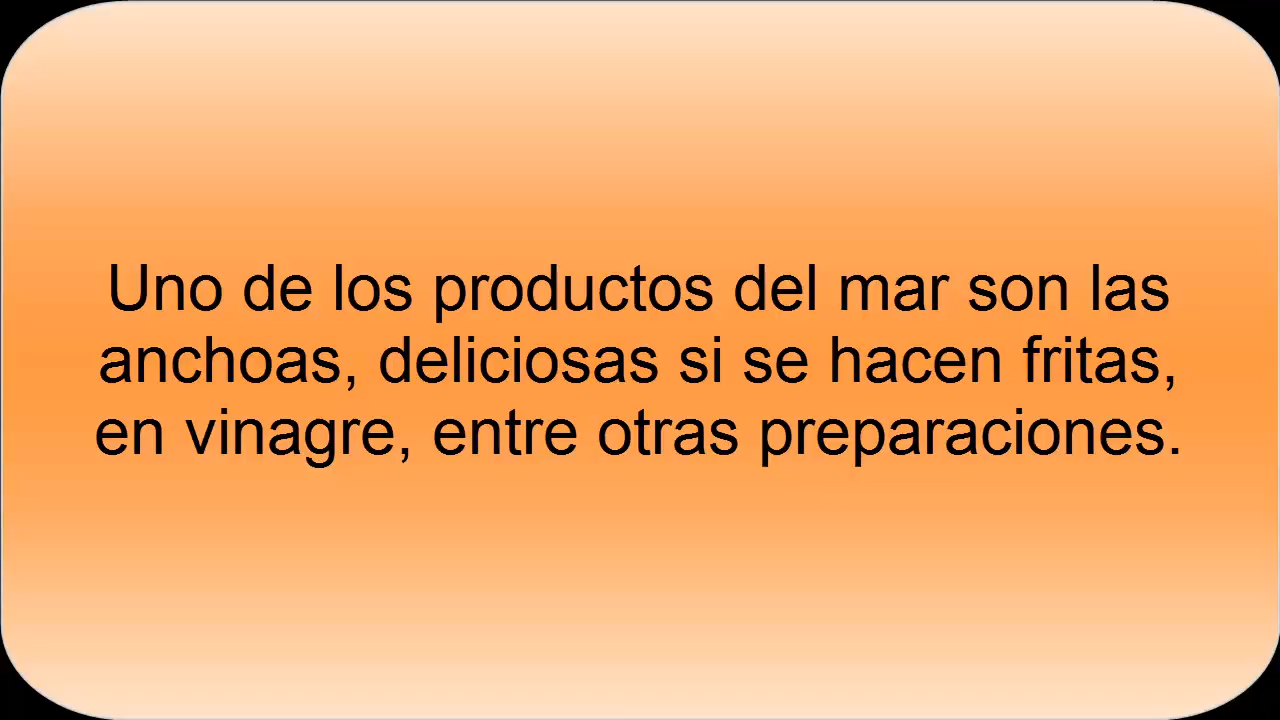 Uno de los productos del mar son las
anchoas, deliciosas si se hacen fritas,
en vinagre, entre otras preparaciones.